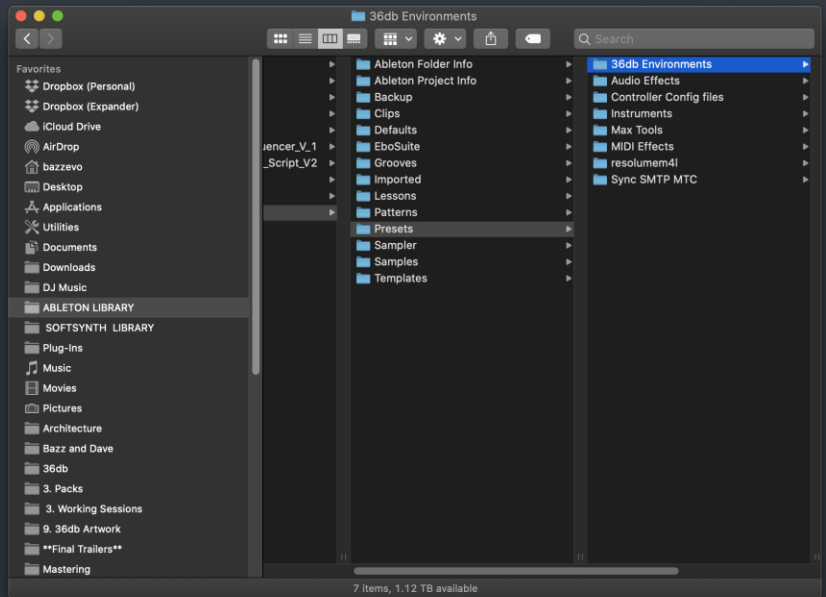 36db Environments
Search
Favorites
Dropbox (Personal)
Dropbox (Expander)
iCloud Drive
AirDrop
bazzevo
Desktop
Applications
Utilities
Documents
Downloads
DJ Music
ABLETON LIBRARY
SOFTSYNTH LIBRARY
Plug-Ins
Music
Movies
Pictures
Architecture
Bazz and Dave
36db
3. Packs
3. Working Sessions
9. 36db Artwork
**Final Trailers**
Mastering
uencer_V_1
_Script_V2
Ableton Folder Info
Ableton Project Info
Backup
Clips
Defaults
EboSuite
Grooves
Imported
Lessons
Patterns
Presets
Sampler
Samples
Templates
36db Environments
Audio Effects
Controller Config files
Instruments
Max Tools
MIDI Effects
resolumem4l
Sync SMTP MTC
7 items, 1.12 TB available